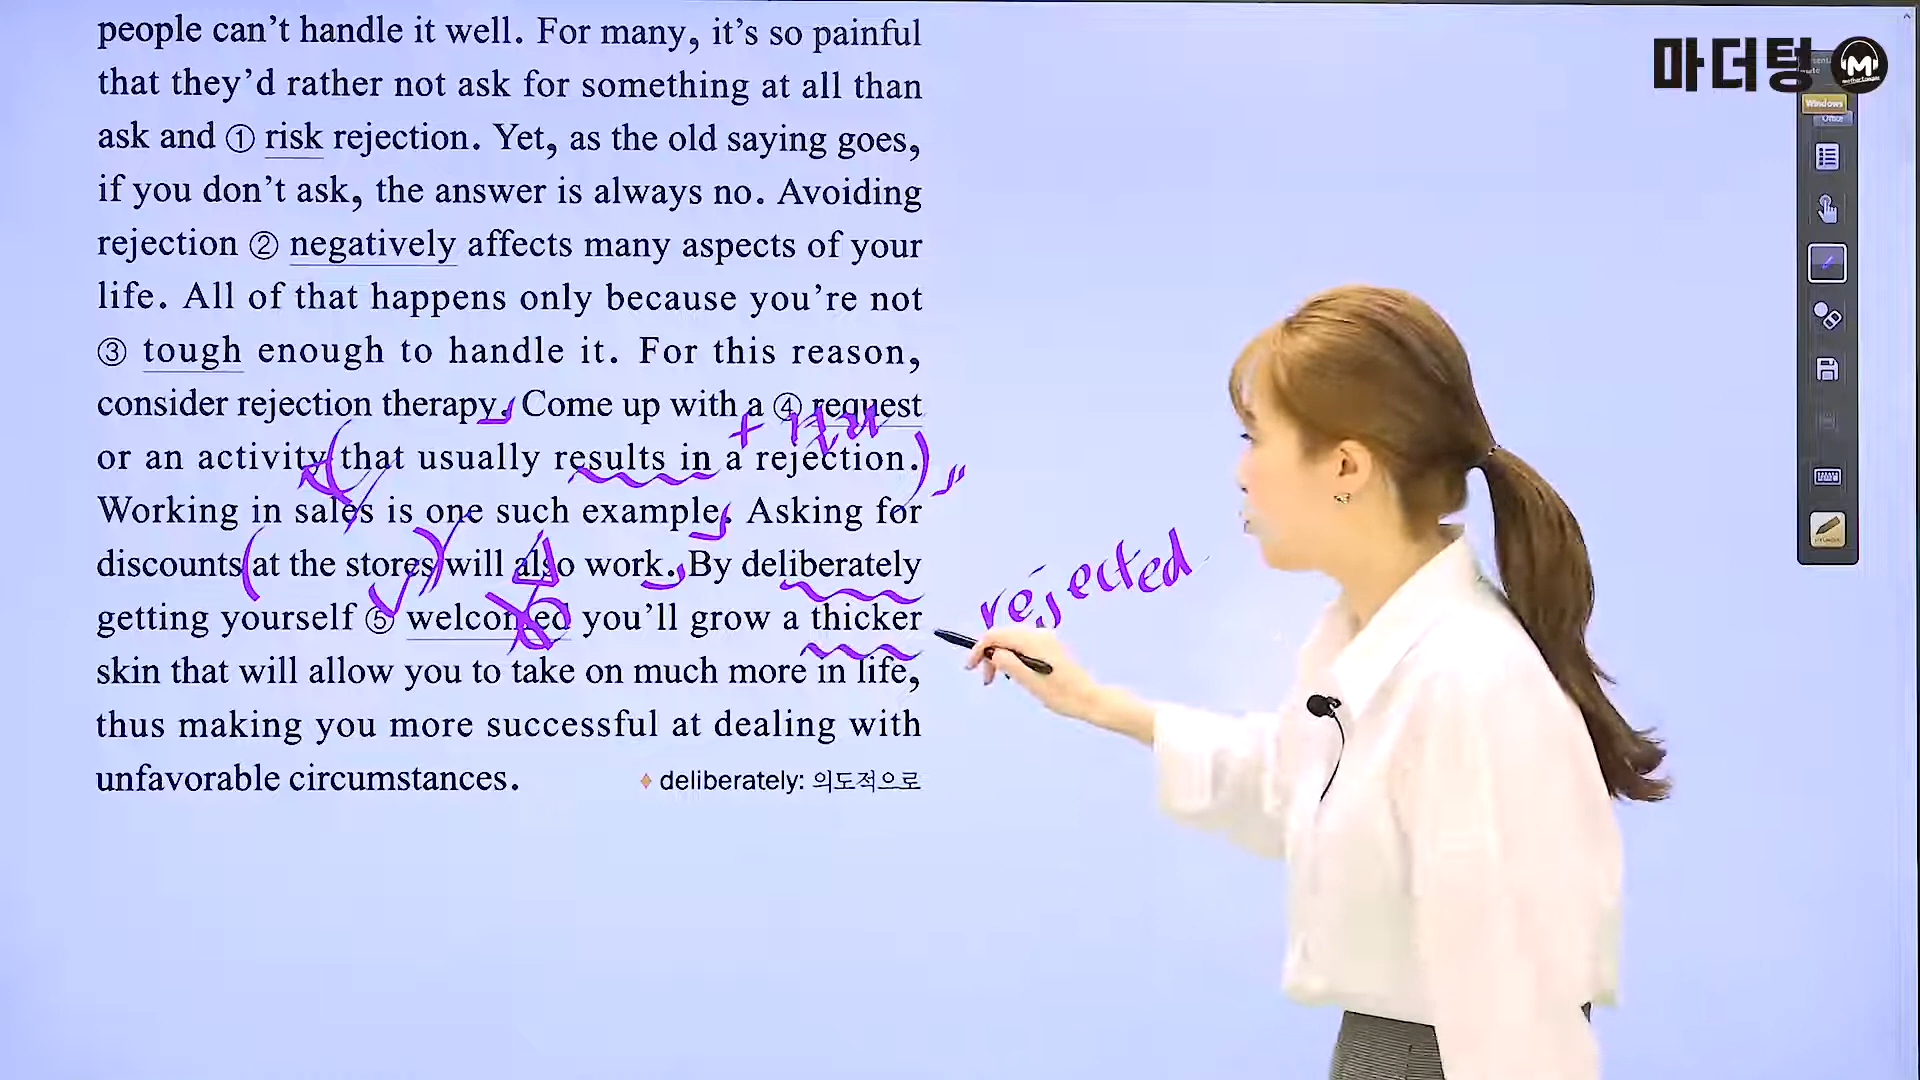 people can’t handle it well. For many, it’s so painful
that they’d rather not ask for something at all than
ask and ① risk rejection. Yet, as the old saying goes,
if you don’t ask, the answer is always no. Avoiding
rejection ② negatively affects many aspects of your
life. All of that happens only because you’re not
③ tough enough to handle it. For this reason,
consider rejection therapy. Come up with a ④ request
or an activity that usually results in a rejection.
Working in sales is one such example. Asking for
discounts at the stores will also work. By deliberately
getting yourself ⑤ welcomed you’ll grow a thicker
skin that will allow you to take on much more in life,
thus making you more successful at dealing with
unfavorable circumstances.
♦ deliberately: 의도적으로
rejected
마더텅
M
Windows
Office